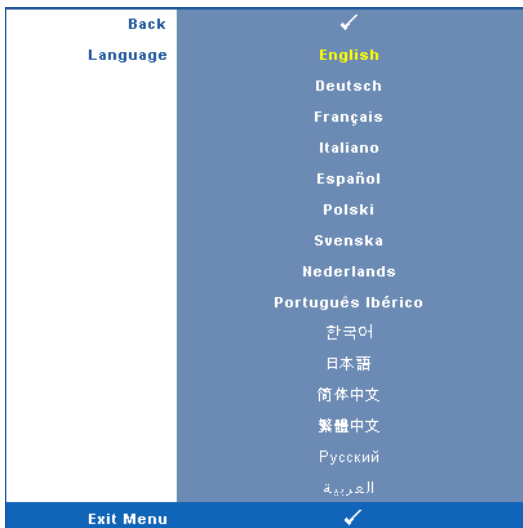 Back
Language
English
Deutsch
Français
Italiano
Español
Polski
Svenska
Nederlands
Português Ibérico
한국어
日本語
简体中文
繁體中文
Русский
العربية
Exit Menu